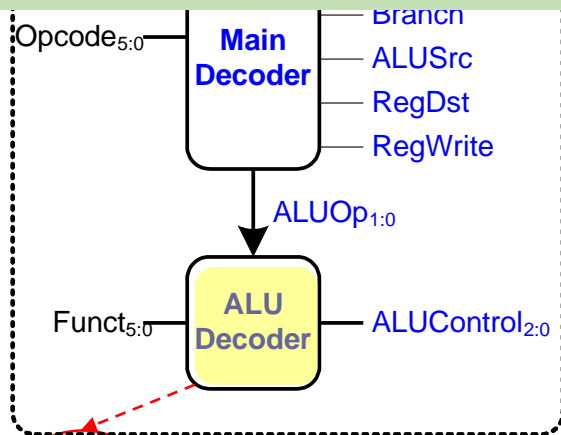 Branch
Opcode5:0
Main
Decoder
ALUSrc
RegDst
RegWrite
ALUOp1:0
Funct5:0
ALU
Decoder
ALUControl2:0